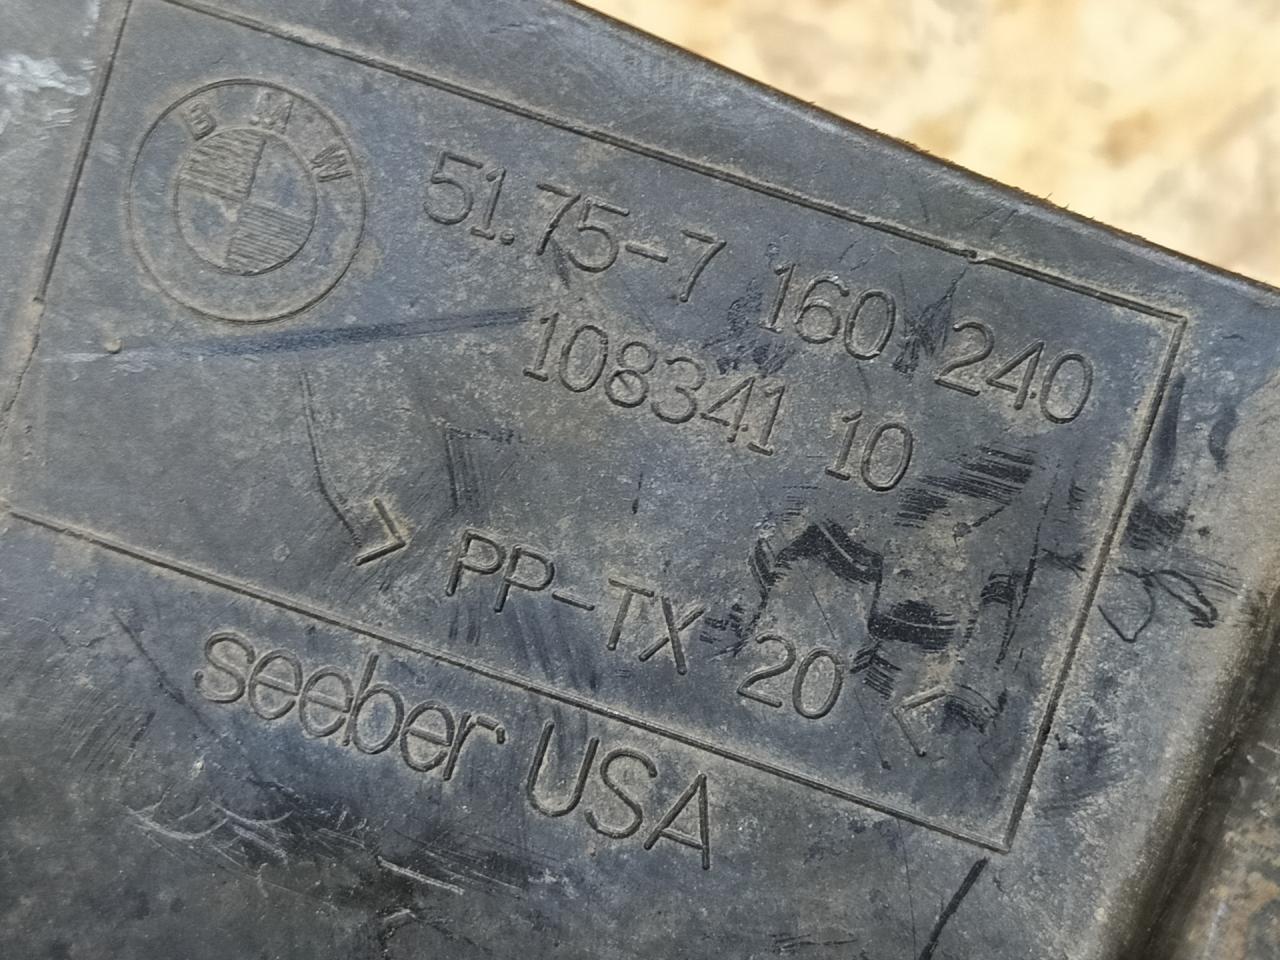 BMW
51.75-7 160 240
108341 10
> PP-TX 20 <
seeber USA